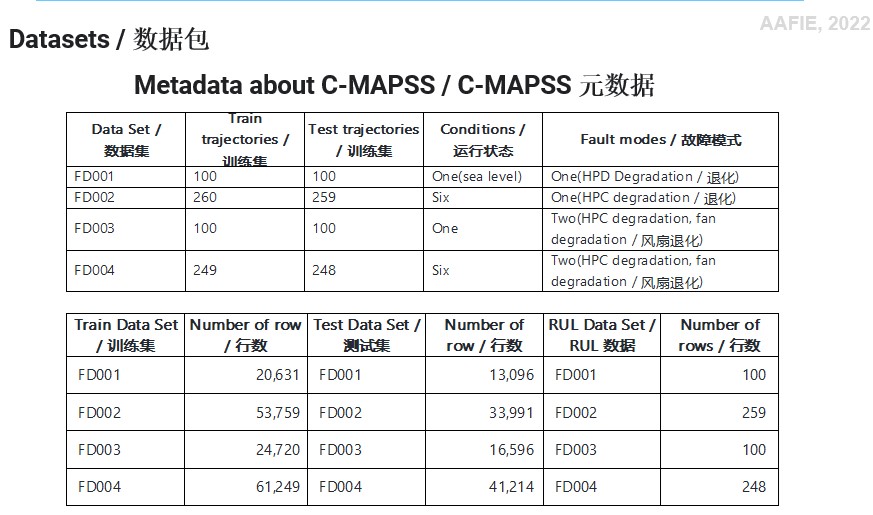 AAFIE, 2022
Datasets / 数据包
Metadata about C-MAPSS / C-MAPSS 元数据
Data Set / 数据集 Train trajectories / 训练集 Test trajectories / 训练集 Conditions / 运行状态 Fault modes / 故障模式
FD001 100 100 One(sea level) One(HPD Degradation / 退化)
FD002 260 259 Six One(HPC degradation / 退化)
FD003 100 100 One Two(HPC degradation, fan degradation / 风扇退化)
FD004 249 248 Six Two(HPC degradation, fan degradation / 风扇退化)
Train Data Set / 训练集 Number of row / 行数 Test Data Set / 测试集 Number of row / 行数 RUL Data Set / RUL 数据 Number of rows / 行数
FD001 20,631 FD001 13,096 FD001 100
FD002 53,759 FD002 33,991 FD002 259
FD003 24,720 FD003 16,596 FD003 100
FD004 61,249 FD004 41,214 FD004 248